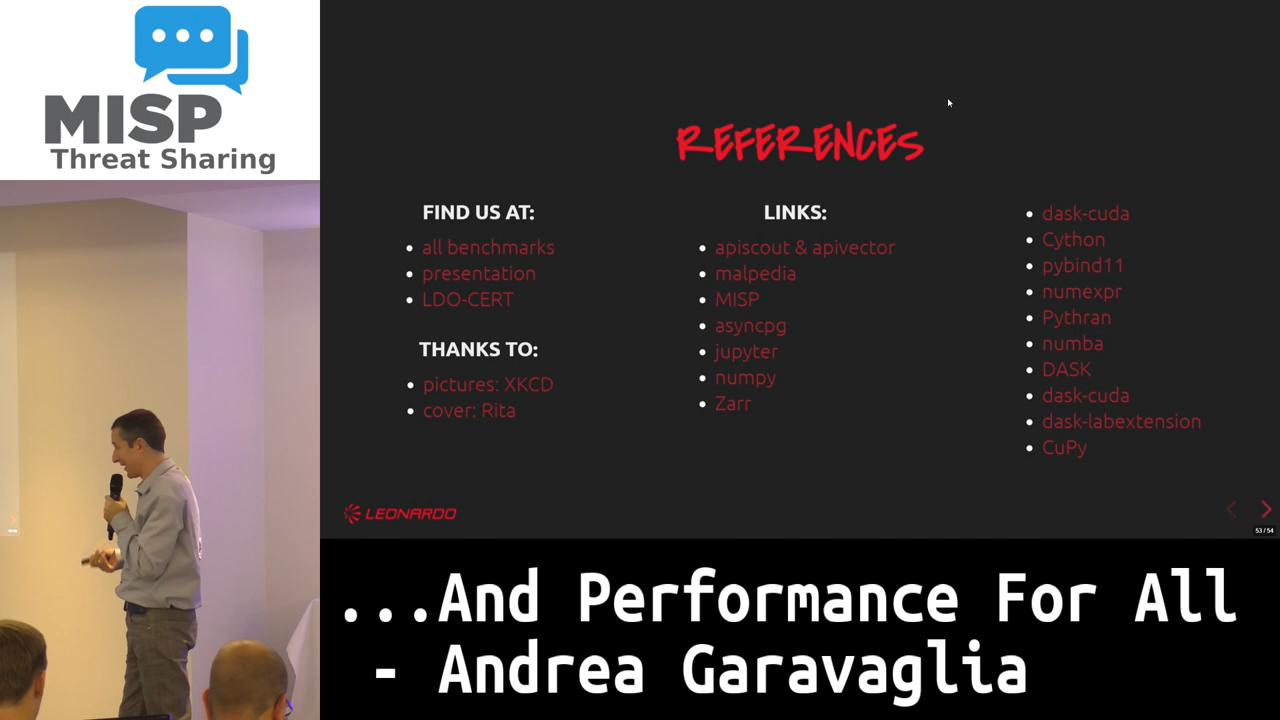 MISP
Threat Sharing
REFERENCES
FIND US AT:
all benchmarks
presentation
LDO-CERT
THANKS TO:
pictures: XKCD
cover: Rita
LINKS:
apiscout & apivector
malpedia
MISP
asyncpg
jupyter
numpy
Zarr
dask-cuda
Cython
pybind11
numexpr
Pythran
numba
DASK
dask-cuda
dask-labextension
CuPy
LEONARDO
53 / 54
...And Performance For All
- Andrea Garavaglia